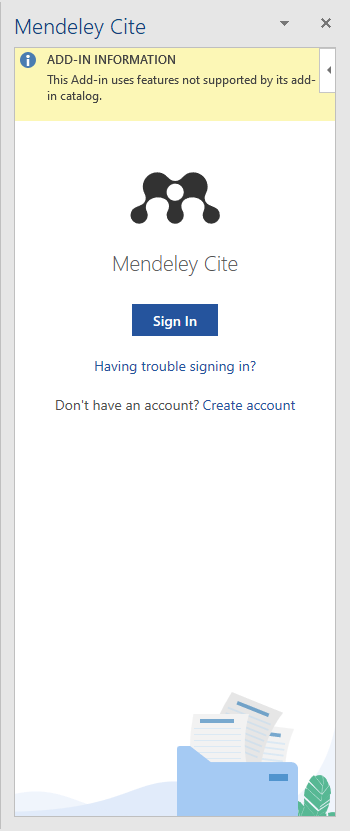 Mendeley Cite
ADD-IN INFORMATION
This Add-in uses features not supported by its add-
in catalog.
Mendeley Cite
Sign In
Having trouble signing in?
Don't have an account? Create account